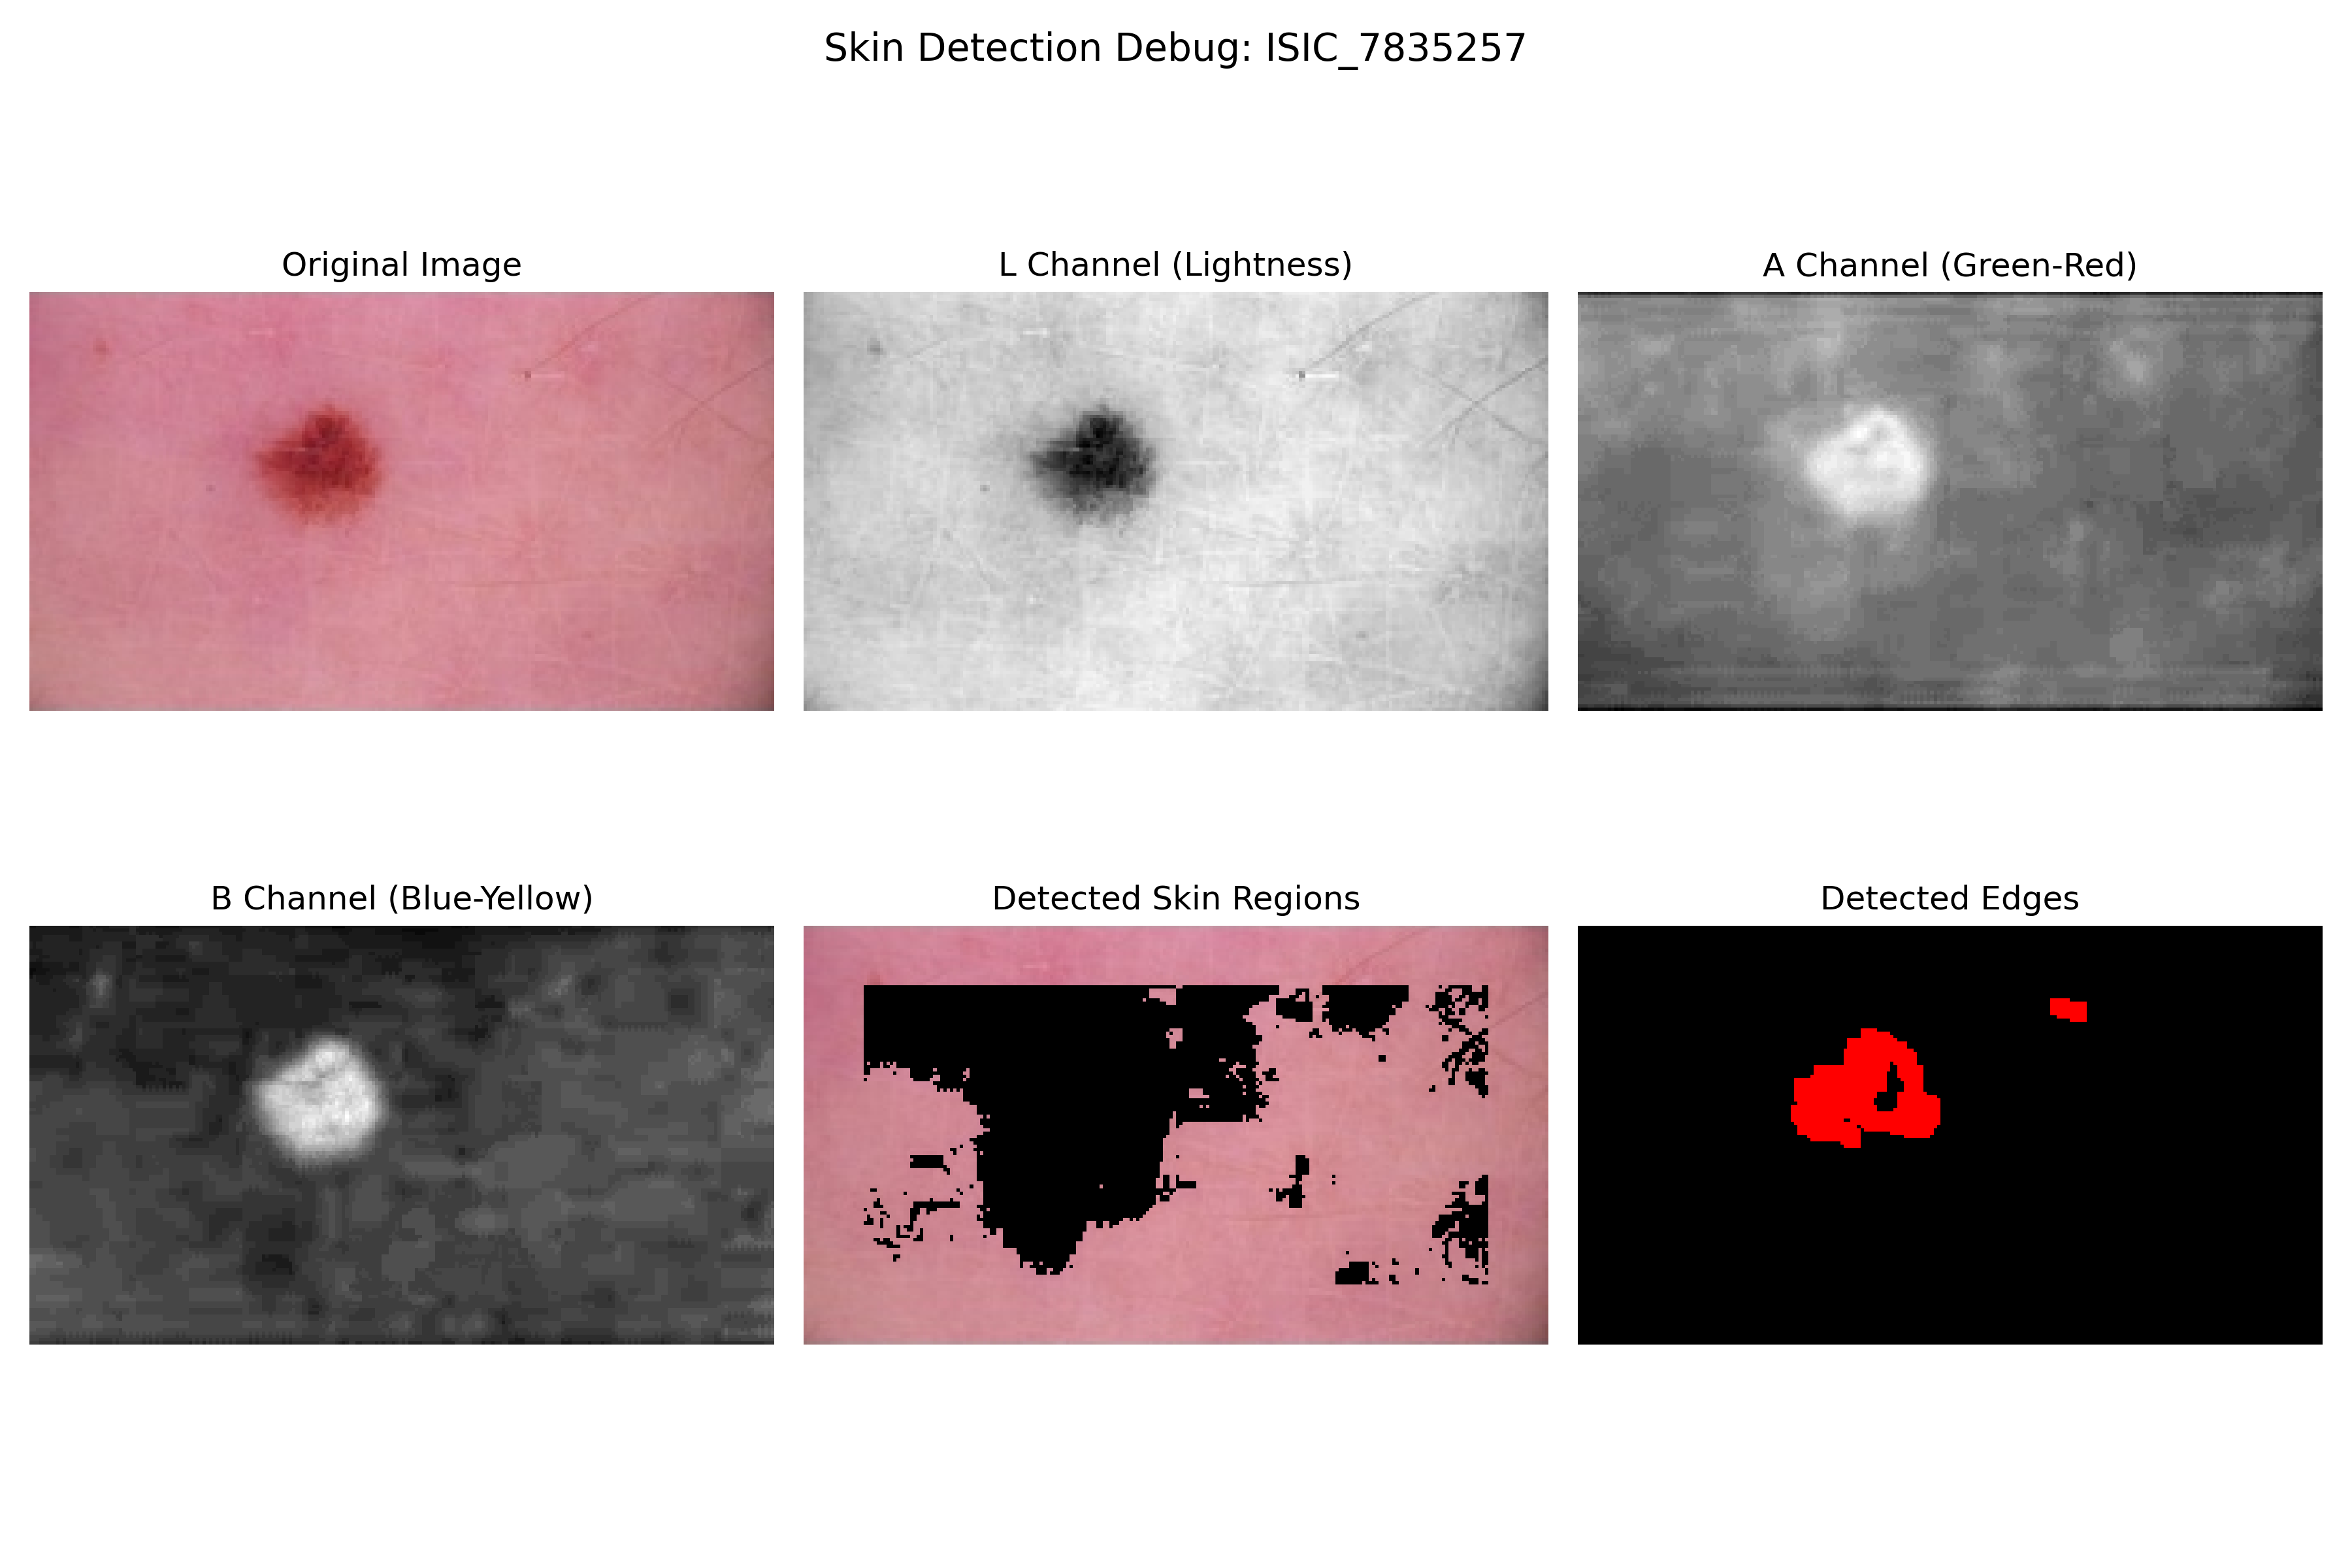 Skin Detection Debug: ISIC_7835257
Original Image
L Channel (Lightness)
A Channel (Green-Red)
B Channel (Blue-Yellow)
Detected Skin Regions
Detected Edges